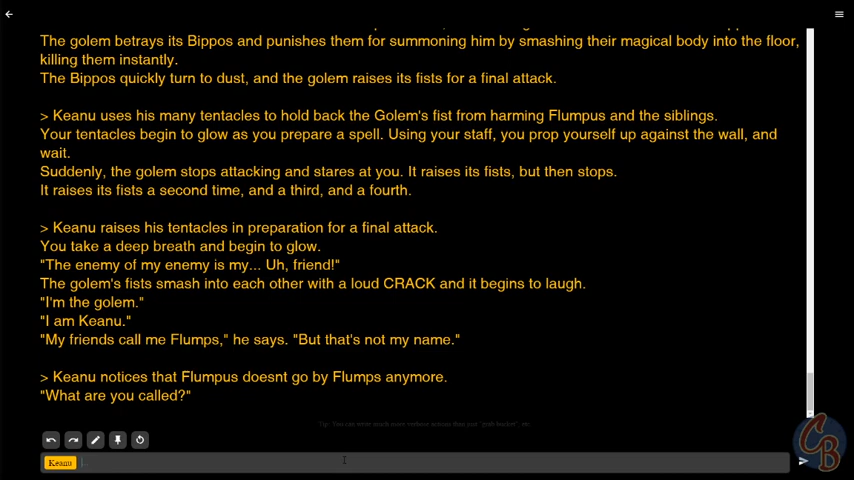 The golem betrays its Bippos and punishes them for summoning him by smashing their magical body into the floor,
killing them instantly.
The Bippos quickly turn to dust, and the golem raises its fists for a final attack.
> Keanu uses his many tentacles to hold back the Golem's fist from harming Flumpus and the siblings.
Your tentacles begin to glow as you prepare a spell. Using your staff, you prop yourself up against the wall, and
wait.
Suddenly, the golem stops attacking and stares at you. It raises its fists, but then stops.
It raises its fists a second time, and a third, and a fourth.
> Keanu raises his tentacles in preparation for a final attack.
You take a deep breath and begin to glow.
"The enemy of my enemy is my... Uh, friend!"
The golem's fists smash into each other with a loud CRACK and it begins to laugh.
"I'm the golem."
"I am Keanu."
"My friends call me Flumps," he says. "But that's not my name."
> Keanu notices that Flumpus doesnt go by Flumps anymore.
"What are you called?"
Keanu
CB